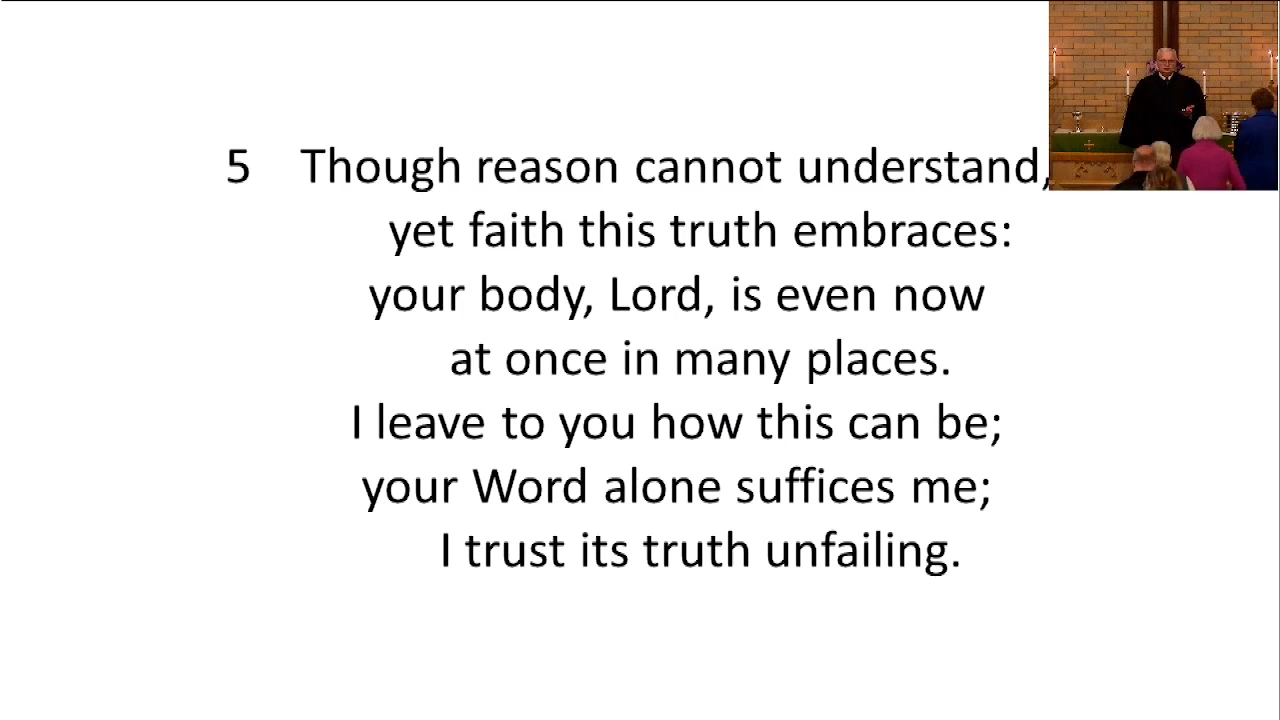 5 Though reason cannot understand,
yet faith this truth embraces:
your body, Lord, is even now
at once in many places.
I leave to you how this can be;
your Word alone suffices me;
I trust its truth unfailing.